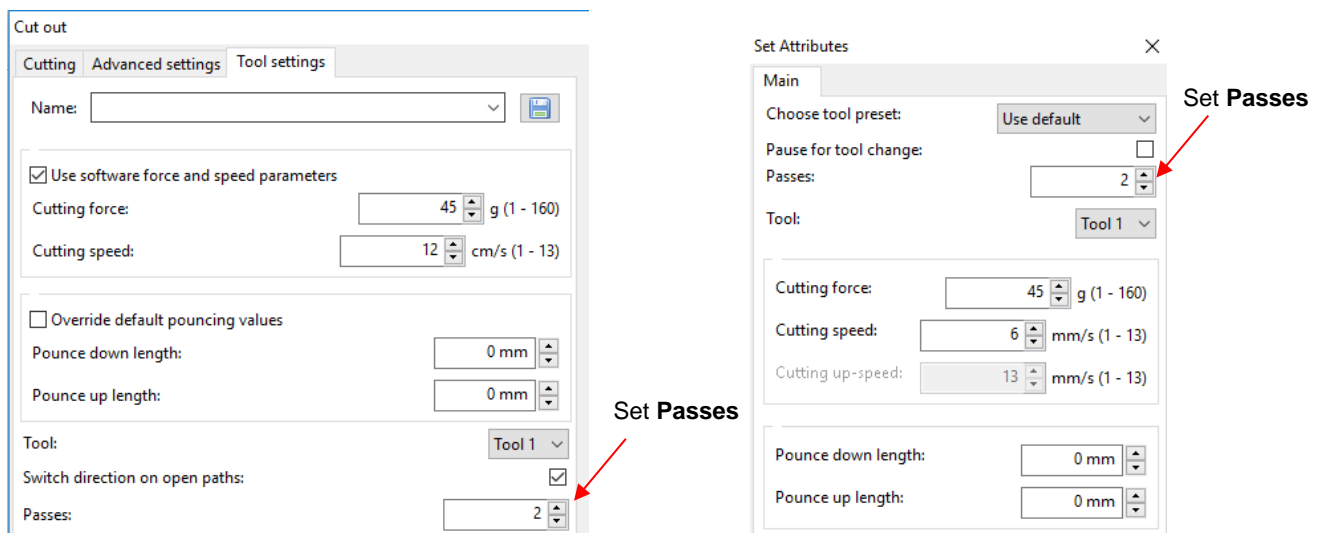 Cut out
Cutting Advanced settings Tool settings
Name:
Use software force and speed parameters
Cutting force: 45 g (1 - 160)
Cutting speed: 12 cm/s (1 - 13)
Override default pouncing values
Pounce down length: 0 mm
Pounce up length: 0 mm
Tool: Tool 1
Switch direction on open paths:
Passes: 2
Set Passes
Set Attributes
Main
Choose tool preset: Use default
Pause for tool change:
Passes: 2
Tool: Tool 1
Cutting force: 45 g (1 - 160)
Cutting speed: 6 mm/s (1 - 13)
Cutting up-speed: 13 mm/s (1 - 13)
Pounce down length: 0 mm
Pounce up length: 0 mm
Set Passes